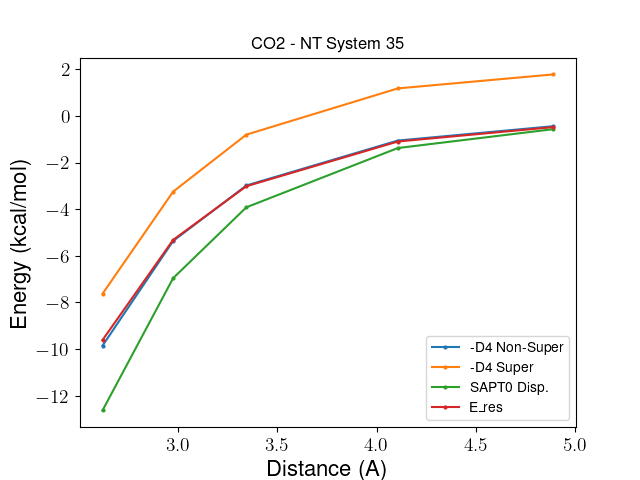 CO2 - NT System 35
Energy (kcal/mol)
2
0
−2
−4
−6
−8
−10
−12
3.0 3.5 4.0 4.5 5.0
Distance (A)
-D4 Non-Super
-D4 Super
SAPT0 Disp.
E_res